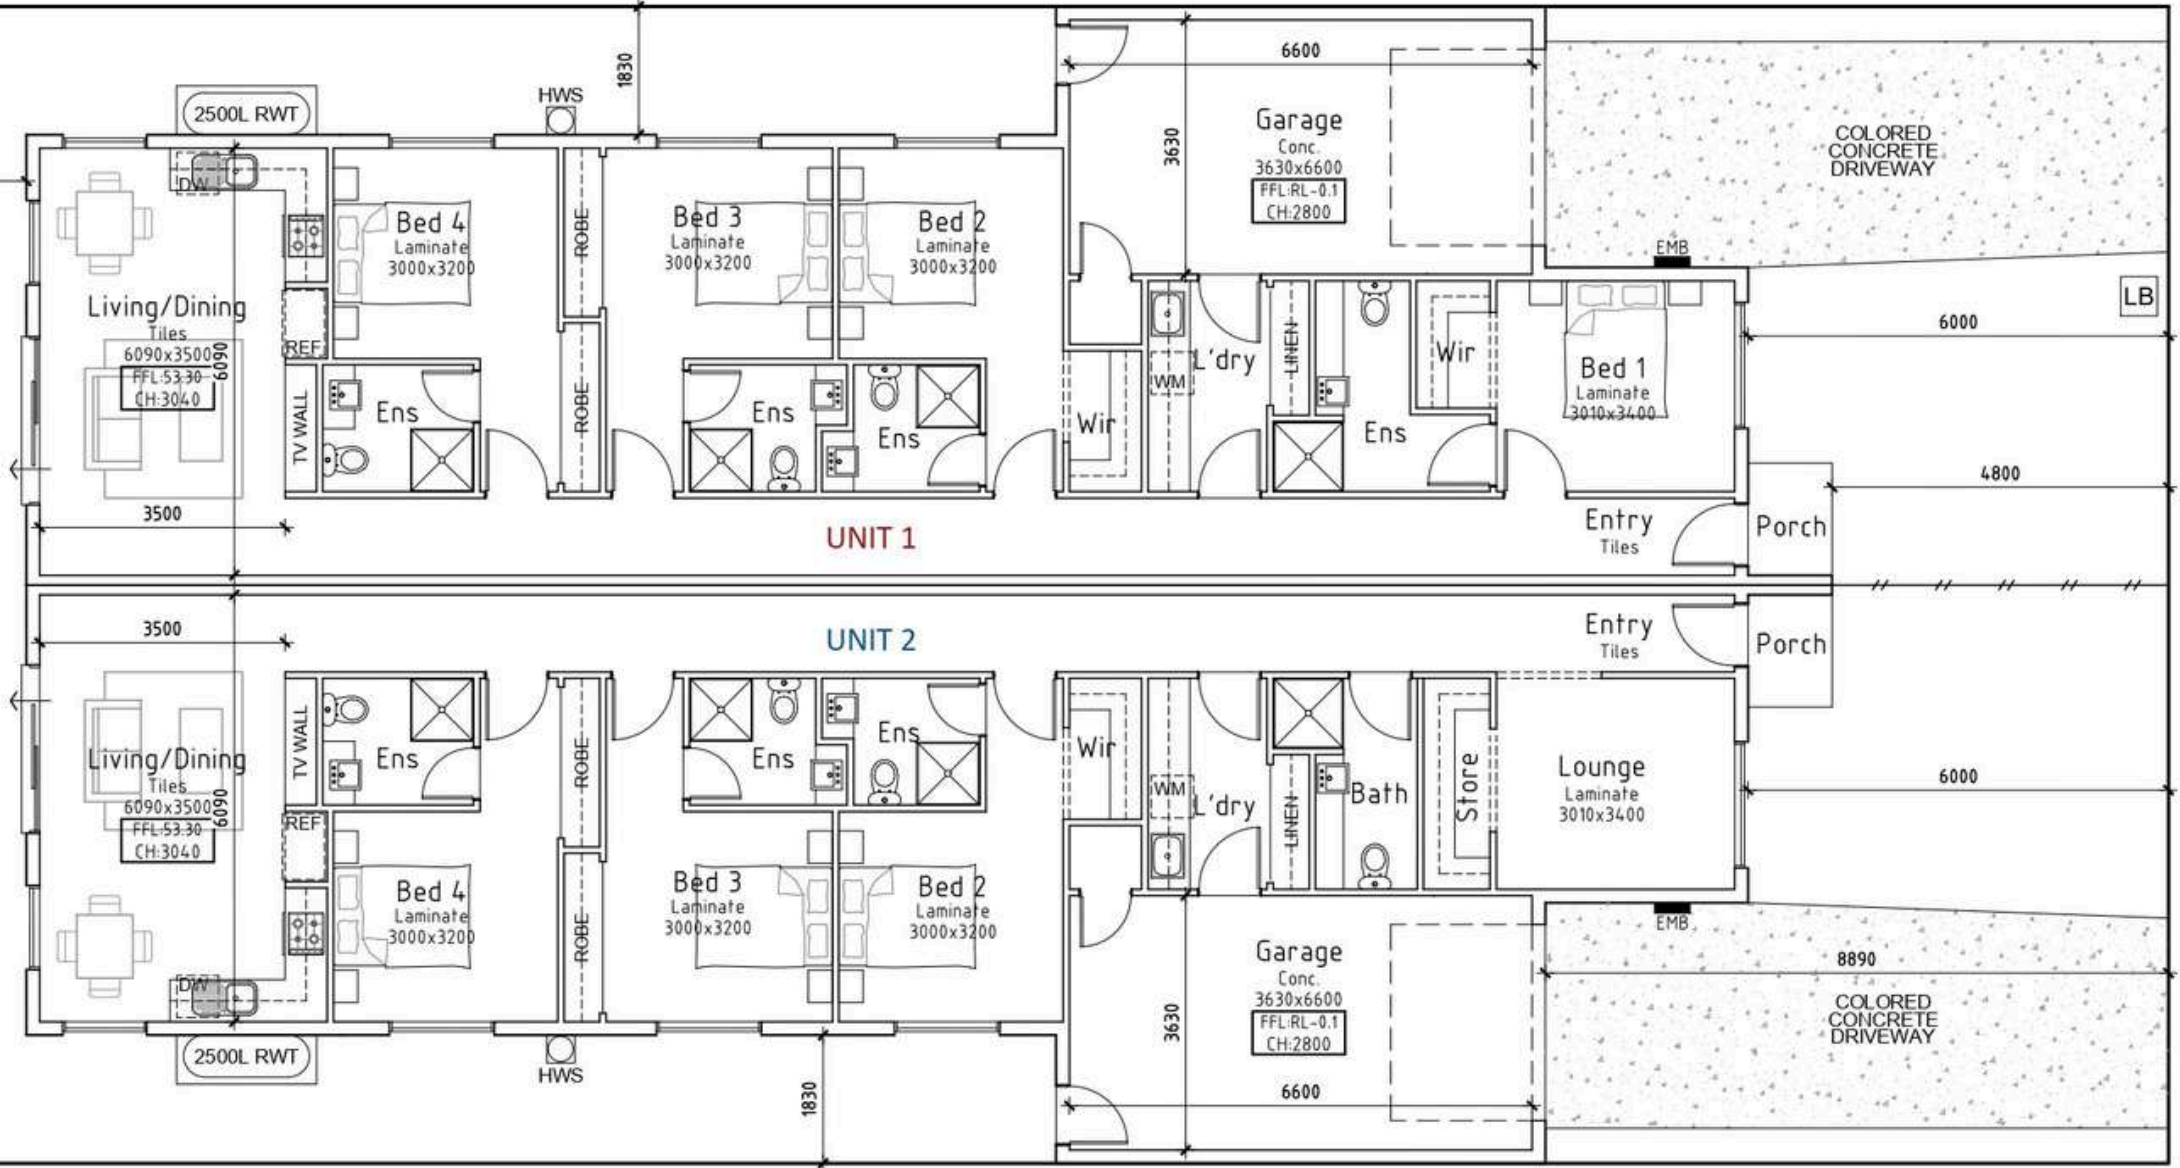 6600
1830
HWS
2500L RWT
Garage
Conc.
3630x6600
FFL:RL-0.1
CH:2800
3630
COLORED
CONCRETE
DRIVEWAY
DW
Bed 4
Laminate
3000x3200
ROBE
Bed 3
Laminate
3000x3200
Bed 2
Laminate
3000x3200
EMB
LB
Living/Dining
Tiles
6090x3500
FFL:53.30
CH:3040
6090
REF
TV WALL
Ens
ROBE
Ens
Ens
Wir
WM
L'dry
LINEN
Ens
Wir
Bed 1
Laminate
3010x3400
6000
4800
3500
UNIT 1
Entry
Tiles
Porch
3500
UNIT 2
Entry
Tiles
Porch
Living/Dining
Tiles
6090x3500
FFL:53.30
CH:3040
6090
TV WALL
REF
Ens
ROBE
Ens
Ens
Wir
WM
L'dry
LINEN
Bath
Store
Lounge
Laminate
3010x3400
6000
Bed 4
Laminate
3000x3200
ROBE
Bed 3
Laminate
3000x3200
Bed 2
Laminate
3000x3200
EMB
DW
Garage
Conc.
3630x6600
FFL:RL-0.1
CH:2800
3630
8890
COLORED
CONCRETE
DRIVEWAY
2500L RWT
HWS
1830
6600